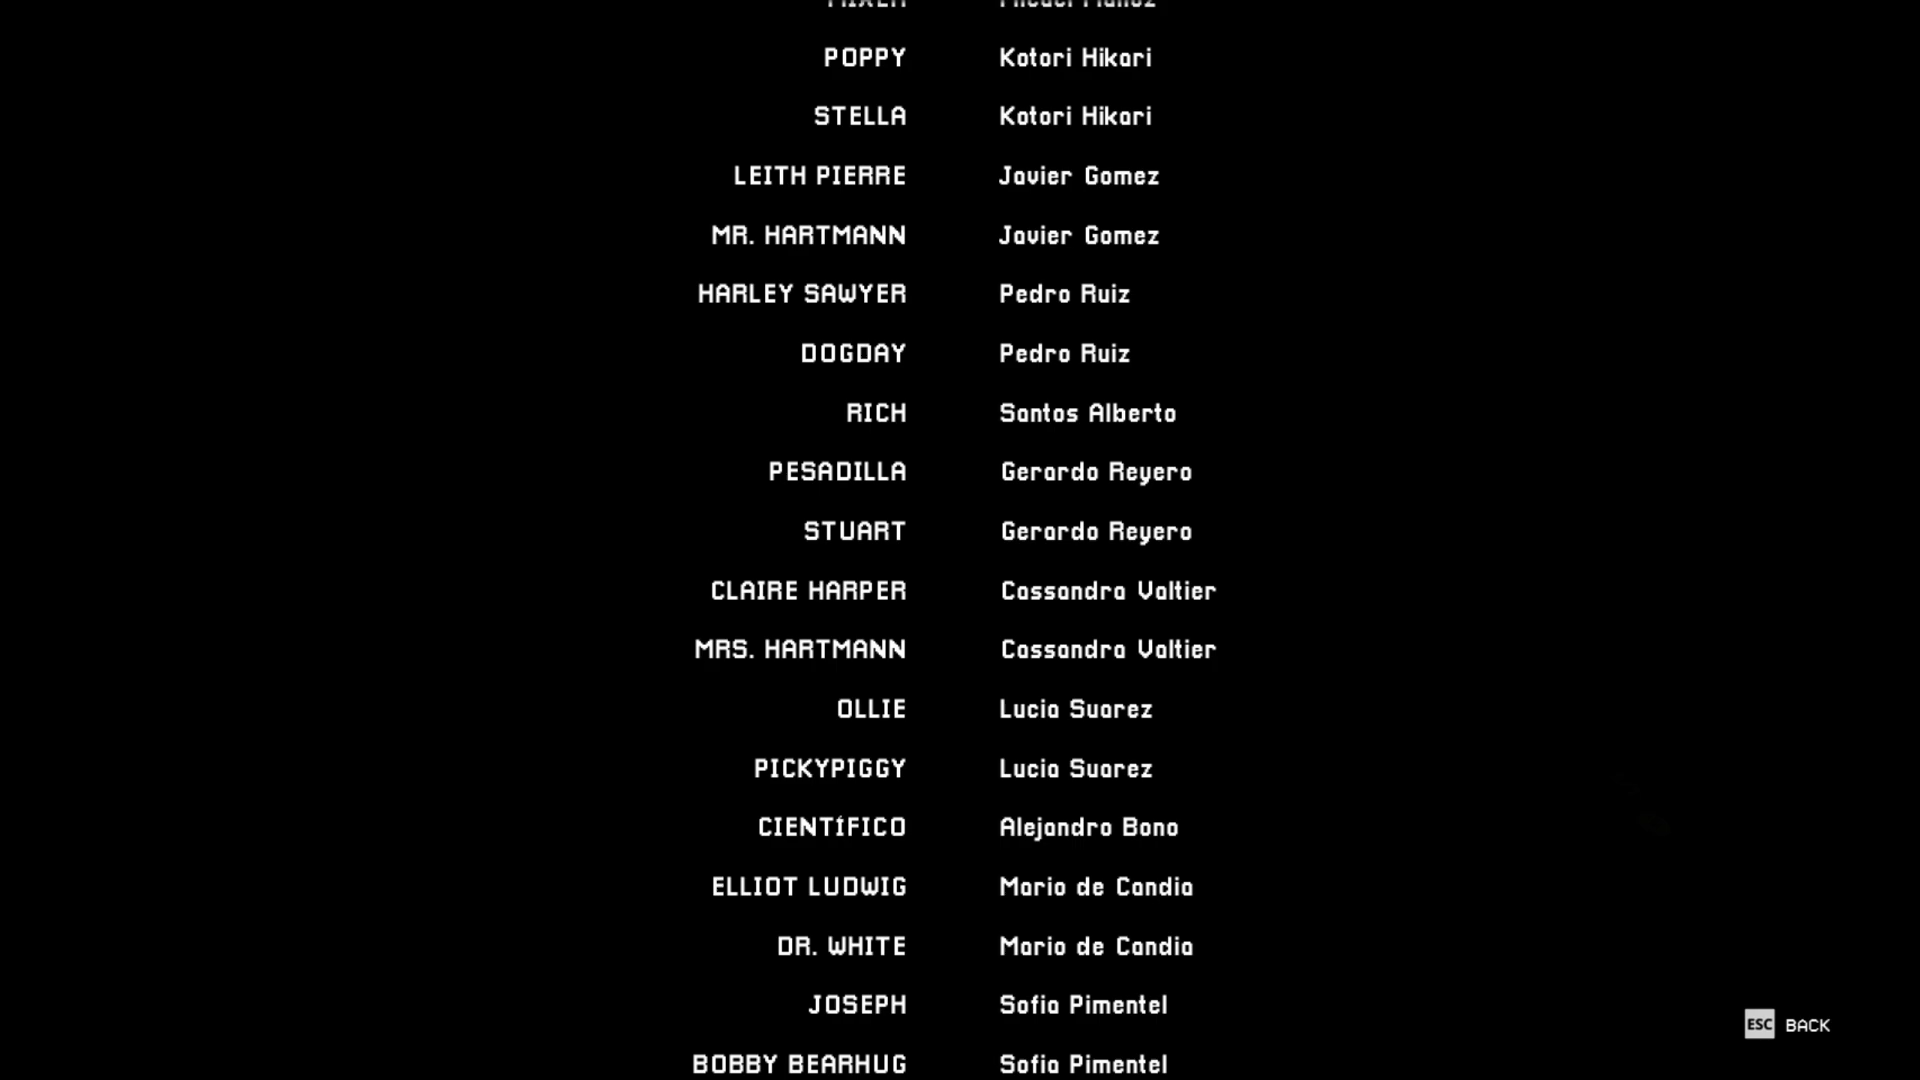 POPPY Kotori Hikari
STELLA Kotori Hikari
LEITH PIERRE Javier Gomez
MR. HARTMANN Javier Gomez
HARLEY SAWYER Pedro Ruiz
DOGDAY Pedro Ruiz
RICH Santos Alberto
PESADILLA Gerardo Reyero
STUART Gerardo Reyero
CLAIRE HARPER Cassandra Valtier
MRS. HARTMANN Cassandra Valtier
OLLIE Lucia Suarez
PICKYPIGGY Lucia Suarez
CIENTÍFICO Alejandro Bono
ELLIOT LUDWIG Mario de Candia
DR. WHITE Mario de Candia
JOSEPH Sofia Pimentel
BOBBY BEARHUG Sofia Pimentel
ESC BACK